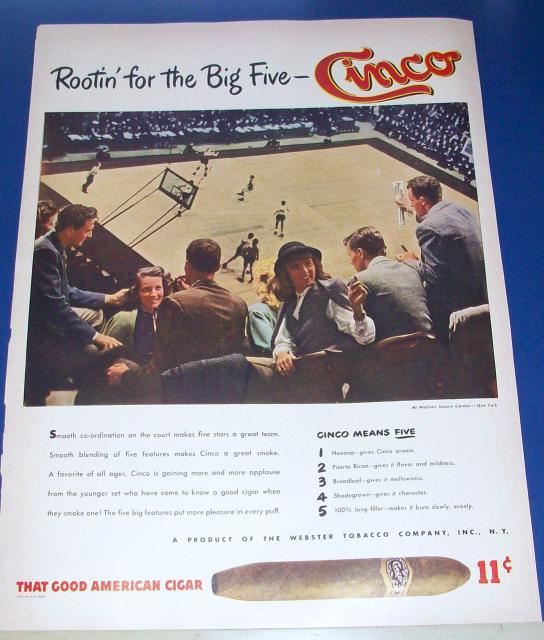 Rootin' for the Big Five— Cinco
At Madison Square Garden—New York
Smooth co-ordination on the court makes five stars a great team.
Smooth blending of five features makes Cinco a great smoke.
A favorite of all ages, Cinco is gaining more and more applause
from the younger set who have come to know a good cigar when
they smoke one! The five big features put more pleasure in every puff.
CINCO MEANS FIVE
1 Havana—gives Cinco aroma.
2 Puerto Rican—gives it flavor and mildness.
3 Broadleaf—gives it mellowness.
4 Shadegrown—gives it character.
5 100% long filler—makes it burn slowly, evenly.
A PRODUCT OF THE WEBSTER TOBACCO COMPANY, INC., N. Y.
THAT GOOD AMERICAN CIGAR
11¢